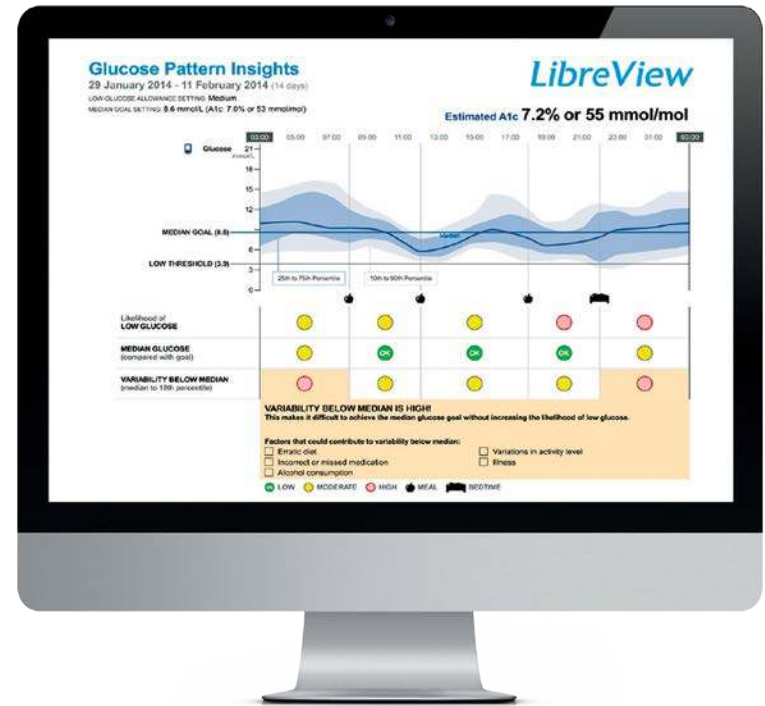 Glucose Pattern Insights
29 January 2014 - 11 February 2014 (14 days)
LOW-GLUCOSE ALLOWANCE SETTING: Medium
MEDIAN GOAL SETTING: 8.6 mmol/L (A1c: 7.0% or 53 mmol/mol)
LibreView
Estimated A1c 7.2% or 55 mmol/mol
03:00 05:00 07:00 09:00 11:00 13:00 15:00 17:00 19:00 21:00 23:00 01:00 03:00
Glucose
mmol/L
21
18
15
12
MEDIAN GOAL (8.6)
Median
6
LOW THRESHOLD (3.9)
3
25th to 75th Percentile
10th to 90th Percentile
0
Likelihood of
LOW GLUCOSE
MEDIAN GLUCOSE
(compared with goal)
OK OK OK
VARIABILITY BELOW MEDIAN
(median to 10th percentile)
VARIABILITY BELOW MEDIAN IS HIGH!
This makes it difficult to achieve the median glucose goal without increasing the likelihood of low glucose.
Factors that could contribute to variability below median:
Erratic diet
Incorrect or missed medication
Alcohol consumption
Variations in activity level
Illness
OK LOW MODERATE HIGH MEAL BEDTIME